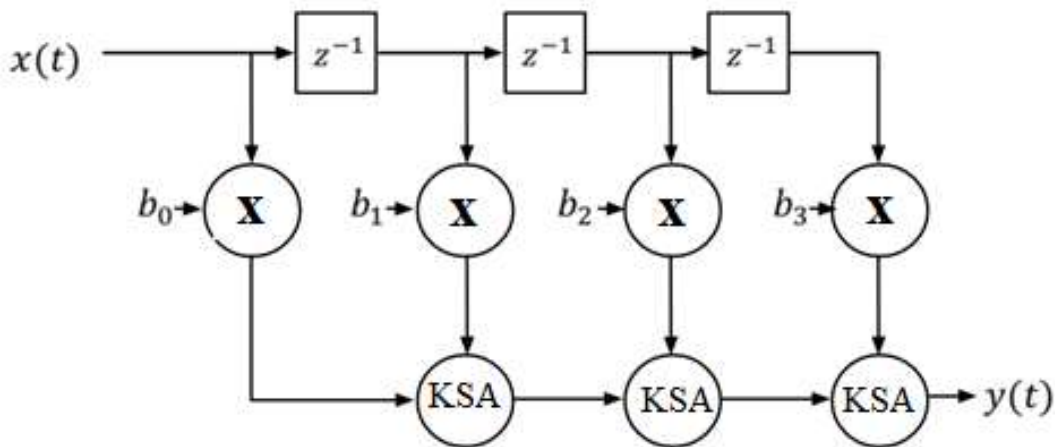 x(t) z⁻¹ z⁻¹ z⁻¹
b₀ X b₁ X b₂ X b₃ X
KSA KSA KSA y(t)